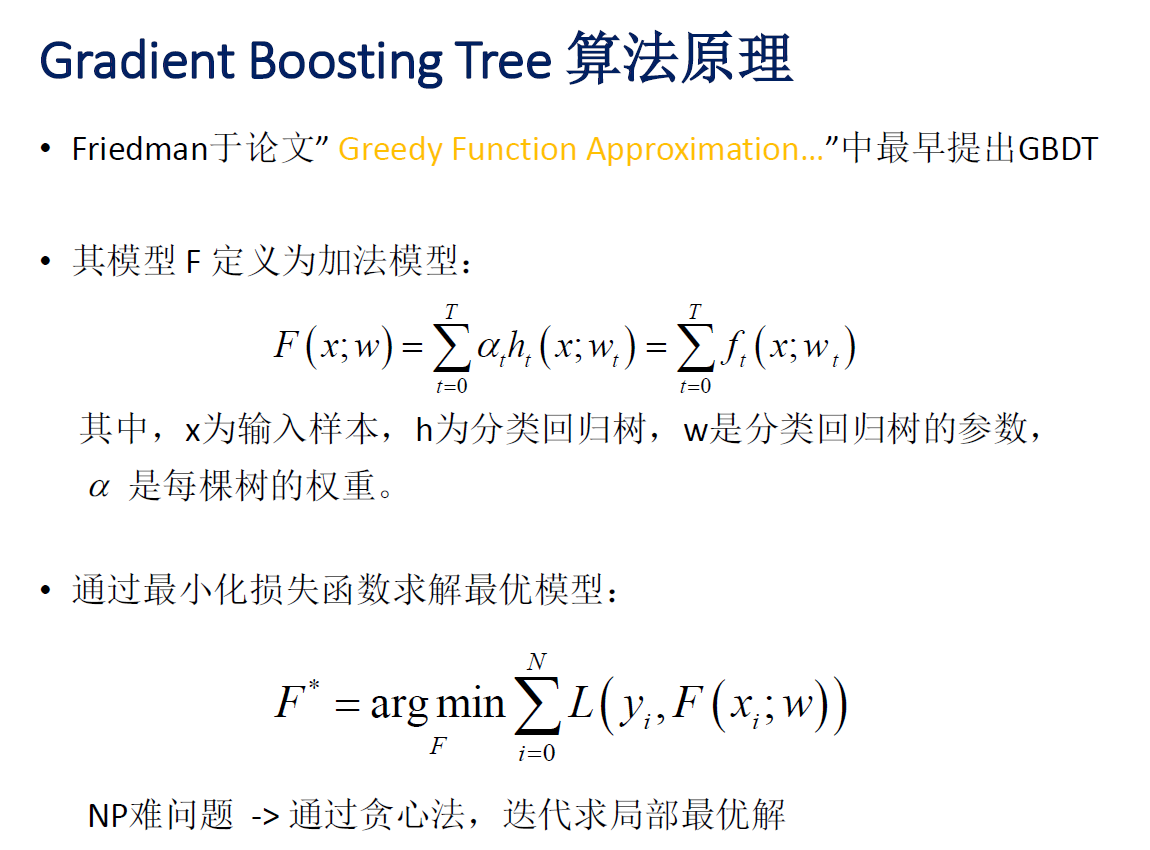 Gradient Boosting Tree 算法原理
• Friedman于论文” Greedy Function Approximation…”中最早提出GBDT
• 其模型 F 定义为加法模型：
$F(x;w)=\sum_{t=0}^{T}\alpha_t h_t(x;w_t)=\sum_{t=0}^{T}f_t(x;w_t)$
其中，x为输入样本，h为分类回归树，w是分类回归树的参数，
α 是每棵树的权重。
• 通过最小化损失函数求解最优模型：
$F^*=\arg\min_{F}\sum_{i=0}^{N}L(y_i,F(x_i;w))$
NP难问题 -> 通过贪心法，迭代求局部最优解